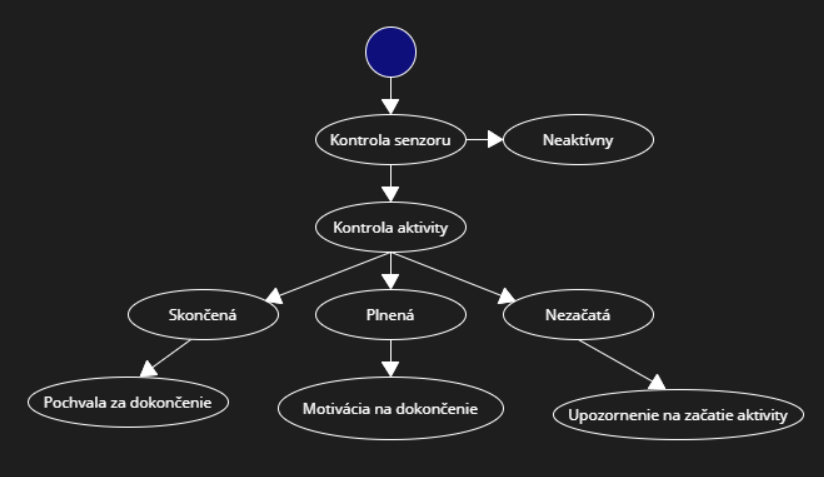 Kontrola senzoru
Neaktívny
Kontrola aktivity
Skončená
Plnená
Nezačatá
Pochvala za dokončenie
Motivácia na dokončenie
Upozornenie na začatie aktivity